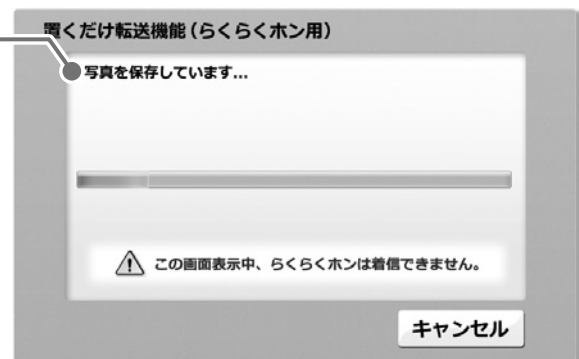 置くだけ転送機能(らくらくホン用)
写真を保存しています...
この画面表示中、らくらくホンは着信できません。
キャンセル